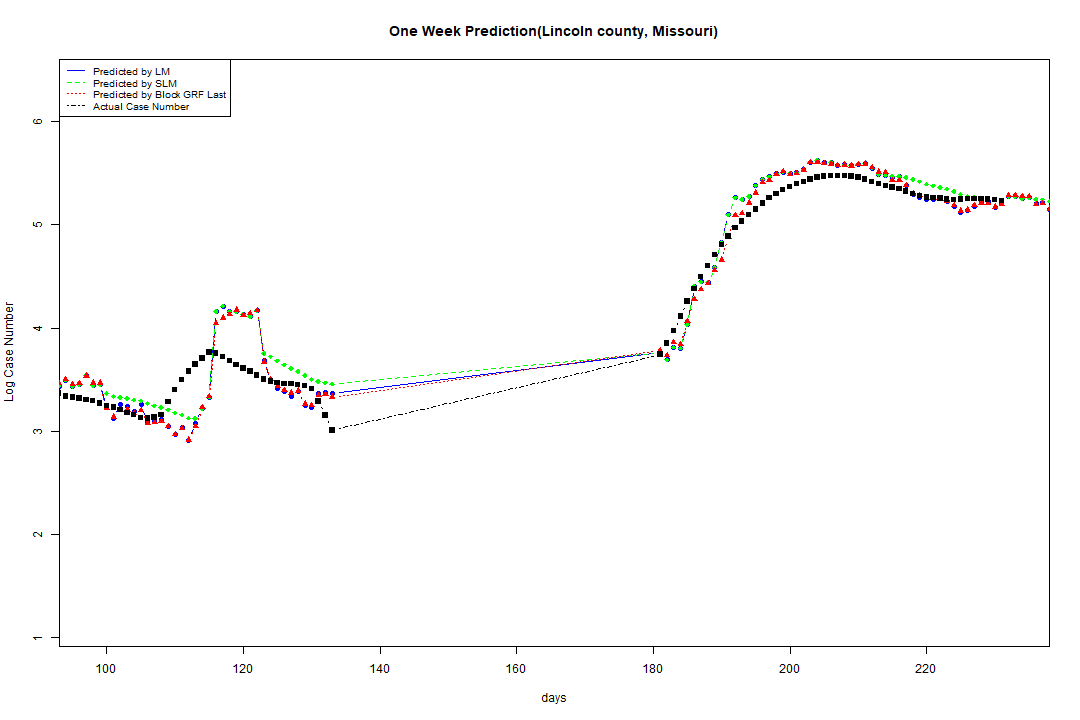 One Week Prediction(Lincoln county, Missouri)
Predicted by LM
Predicted by SLM
Predicted by Block GRF Last
Actual Case Number
6
5
4
3
2
1
Log Case Number
100 120 140 160 180 200 220
days